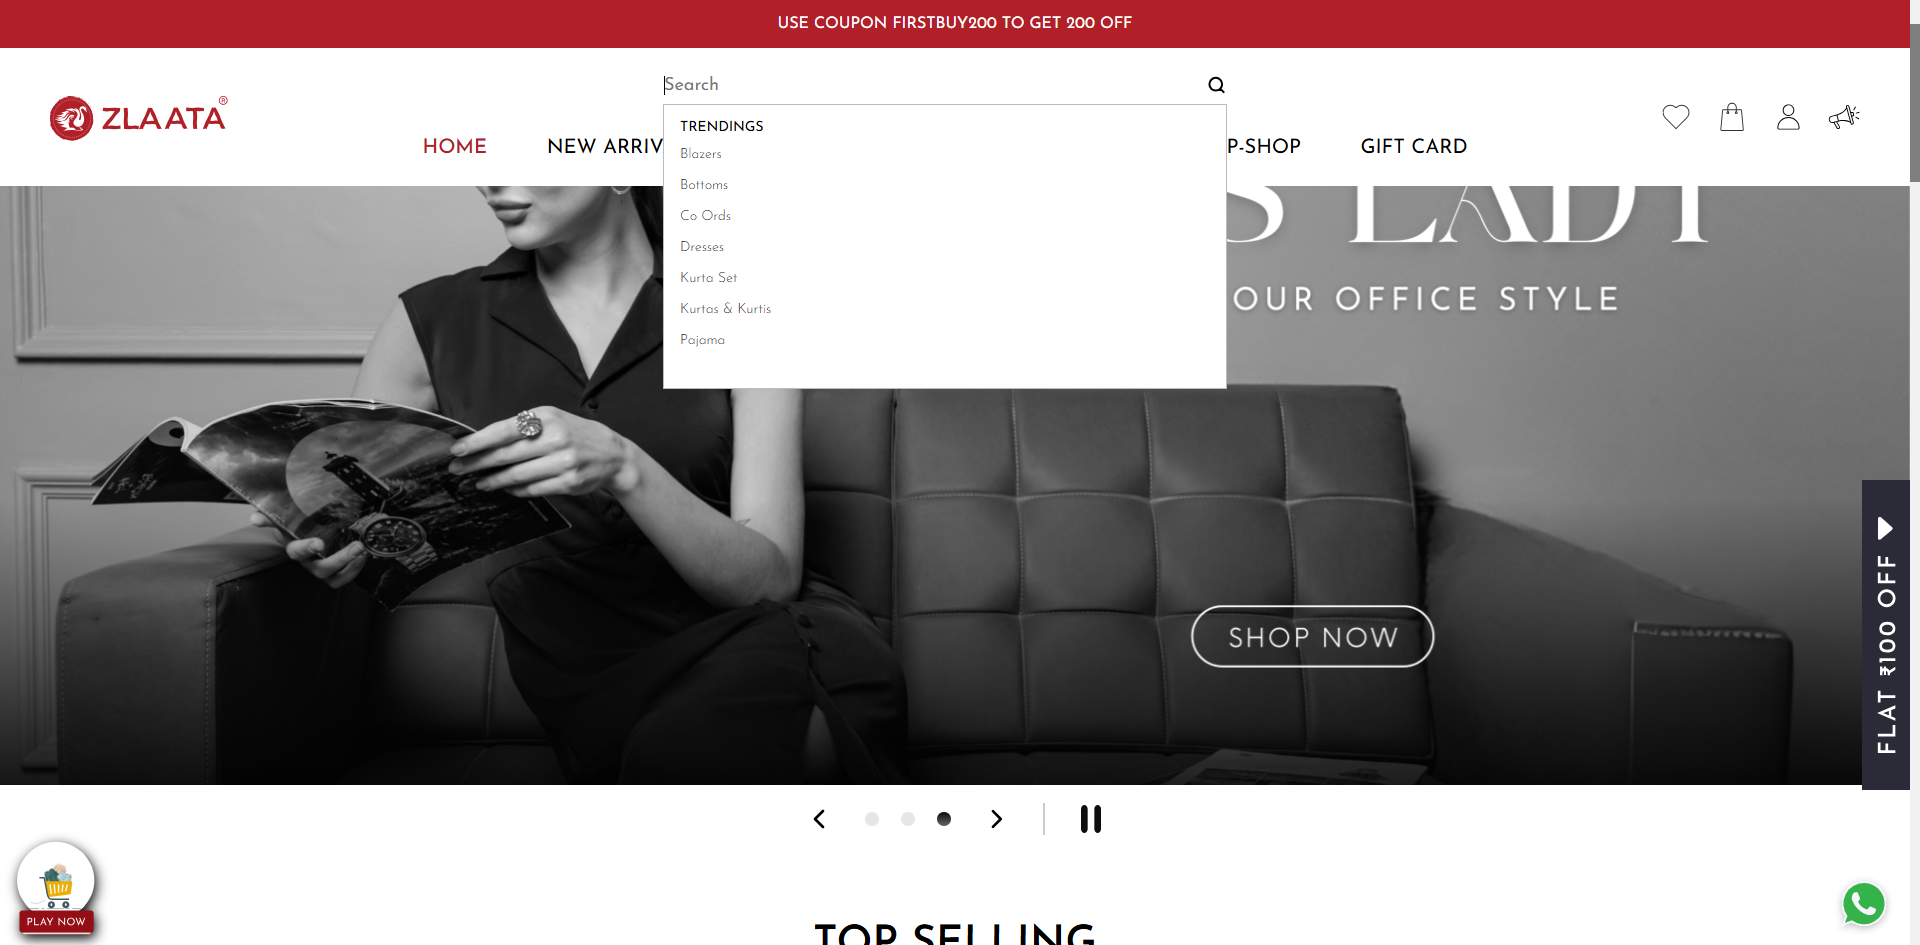 USE COUPON FIRSTBUY200 TO GET 200 OFF
Search
ZLAATA®
HOME
NEW ARRIV
P-SHOP
GIFT CARD
TRENDINGS
Blazers
Bottoms
Co Ords
Dresses
Kurta Set
Kurtas & Kurtis
Pajama
S LADY
OUR OFFICE STYLE
SHOP NOW
FLAT ₹100 OFF
PLAY NOW
TOP SELLING